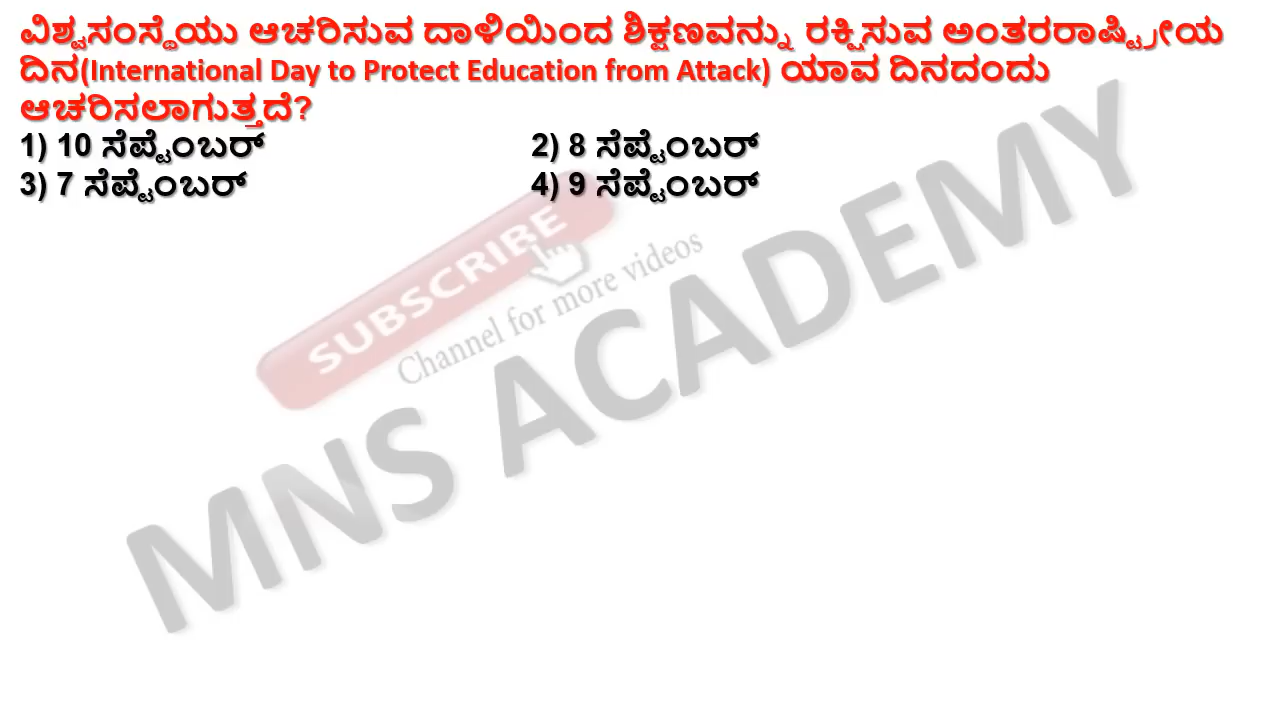 ವಿಶ್ವಸಂಸ್ಥೆಯು ಆಚರಿಸುವ ದಾಳಿಯಿಂದ ಶಿಕ್ಷಣವನ್ನು ರಕ್ಷಿಸುವ ಅಂತರರಾಷ್ಟ್ರೀಯ
ದಿನ(International Day to Protect Education from Attack) ಯಾವ ದಿನದಂದು
ಆಚರಿಸಲಾಗುತ್ತದೆ?
1) 10 ಸೆಪ್ಟೆಂಬರ್ 2) 8 ಸೆಪ್ಟೆಂಬರ್
3) 7 ಸೆಪ್ಟೆಂಬರ್ 4) 9 ಸೆಪ್ಟೆಂಬರ್
SUBSCRIBE
Channel for more videos
MNS ACADEMY